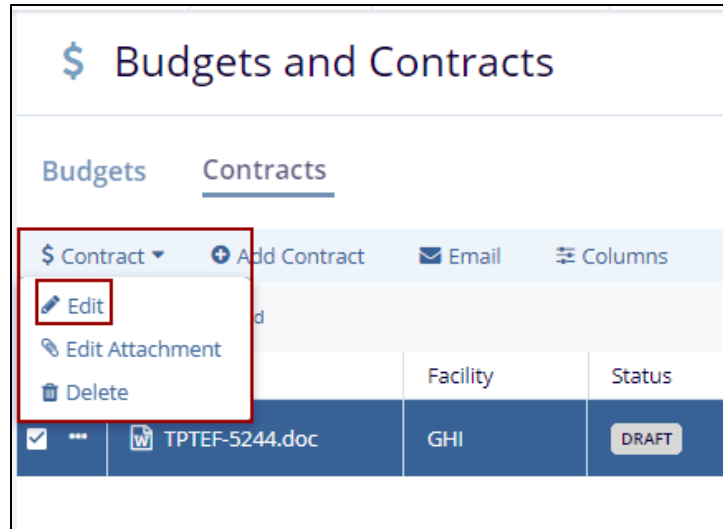 $ Budgets and Contracts
Budgets Contracts
$ Contract Add Contract Email Columns
Edit
d
Edit Attachment
Delete
Facility Status
TPTEF-5244.doc GHI DRAFT